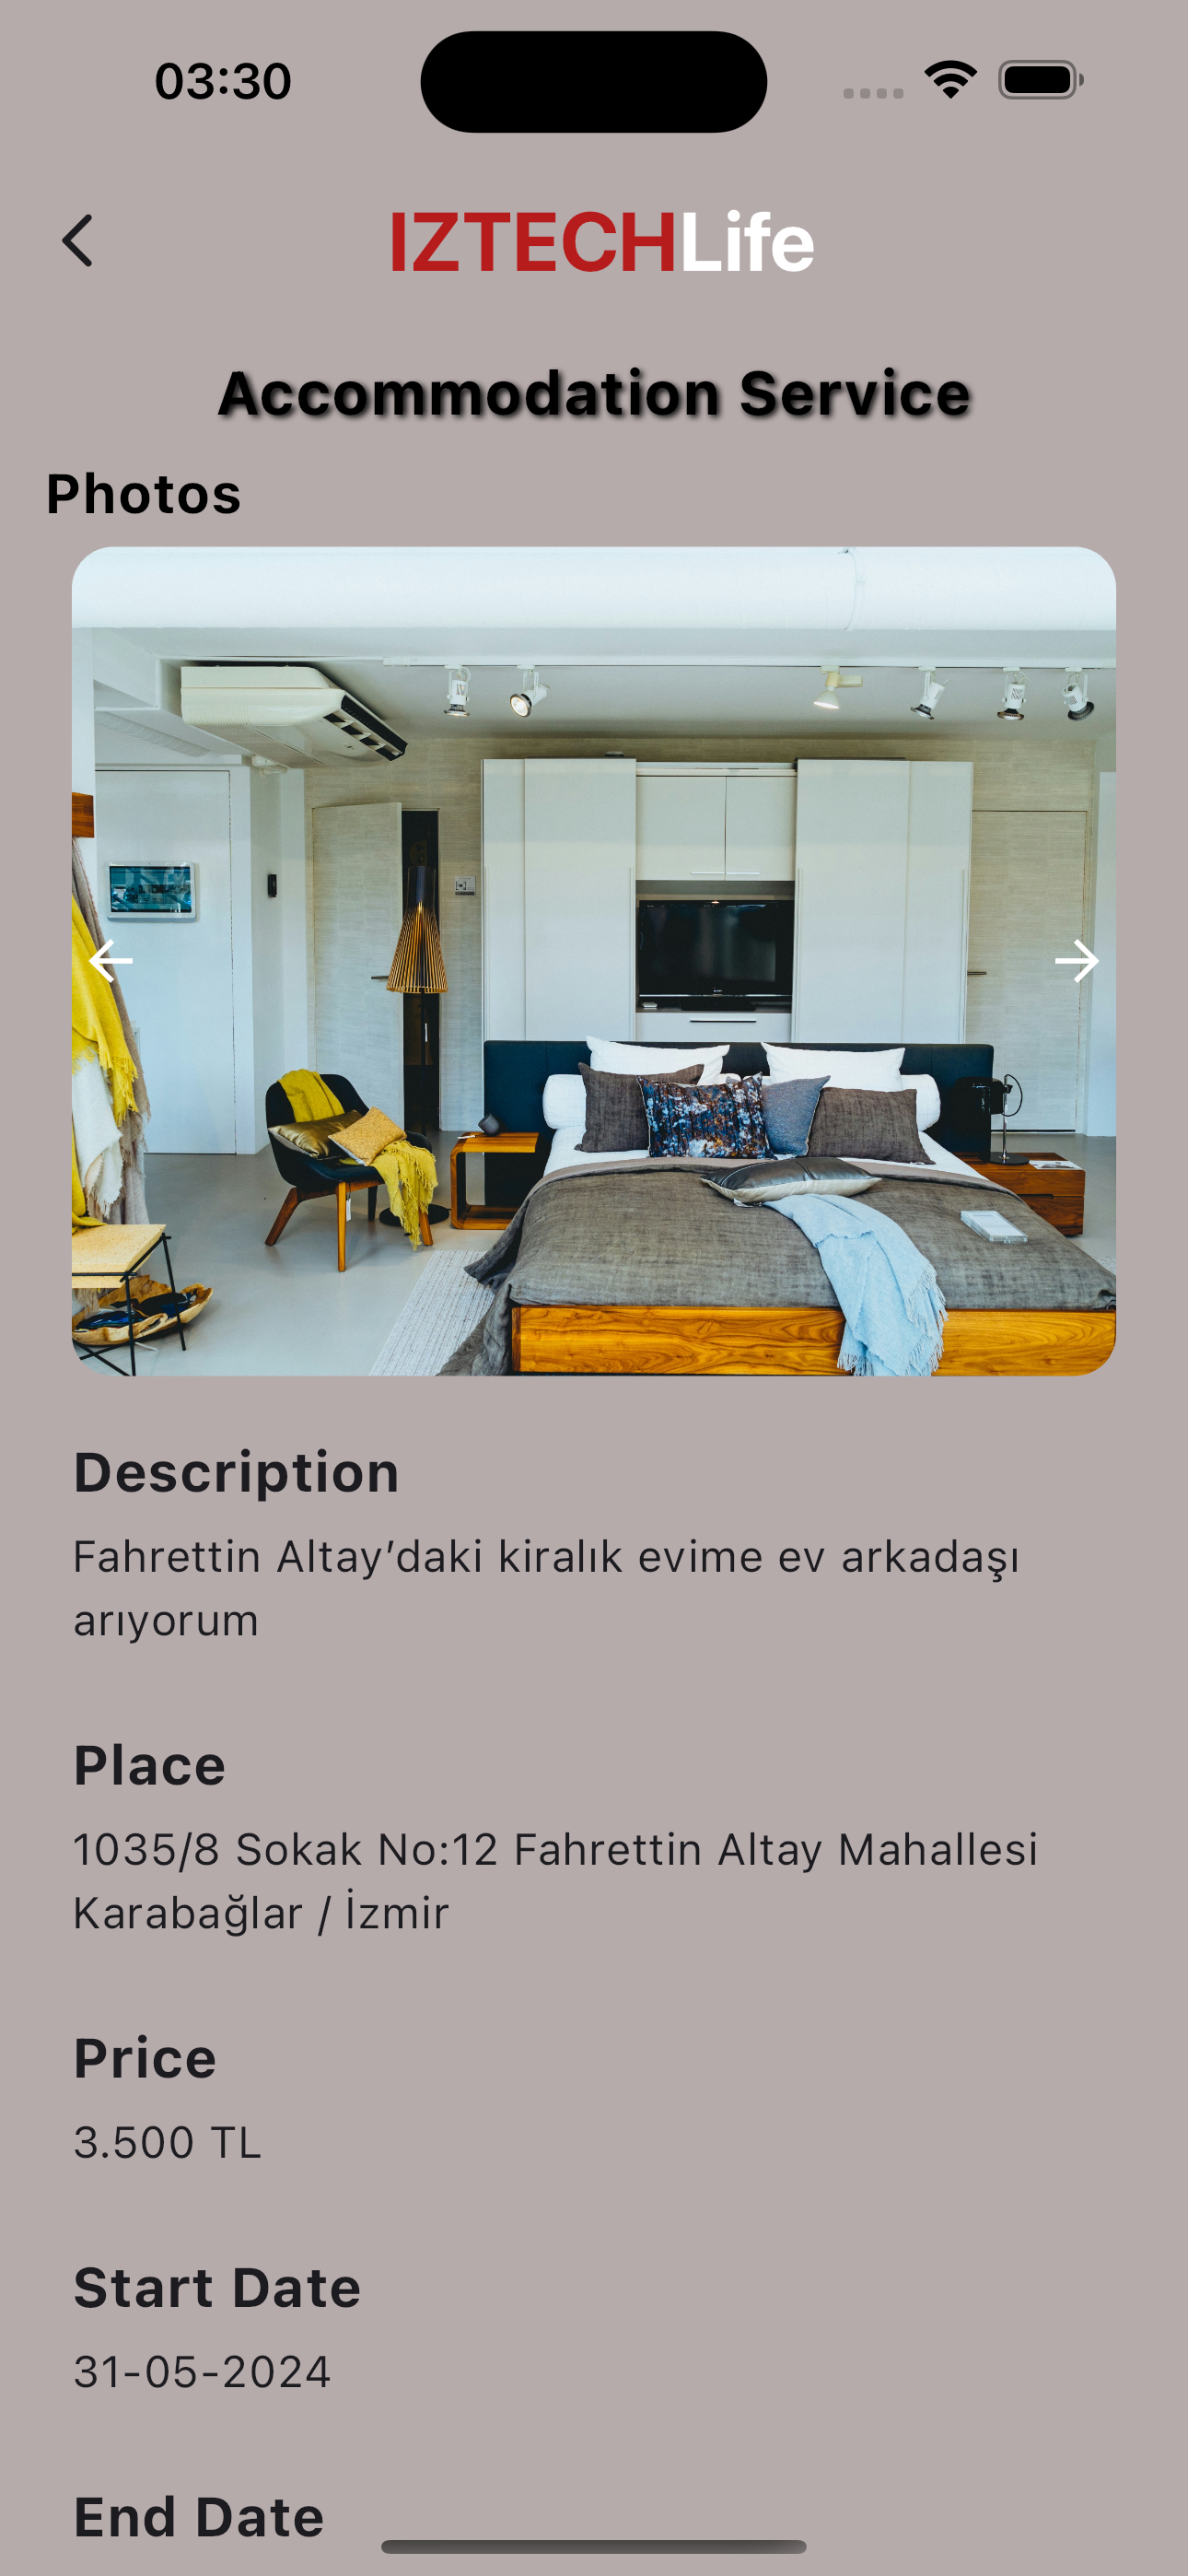 03:30
IZTECHLife
Accommodation Service
Photos
Description
Fahrettin Altay’daki kiralık evime ev arkadaşı
arıyorum
Place
1035/8 Sokak No:12 Fahrettin Altay Mahallesi
Karabağlar / İzmir
Price
3.500 TL
Start Date
31-05-2024
End Date